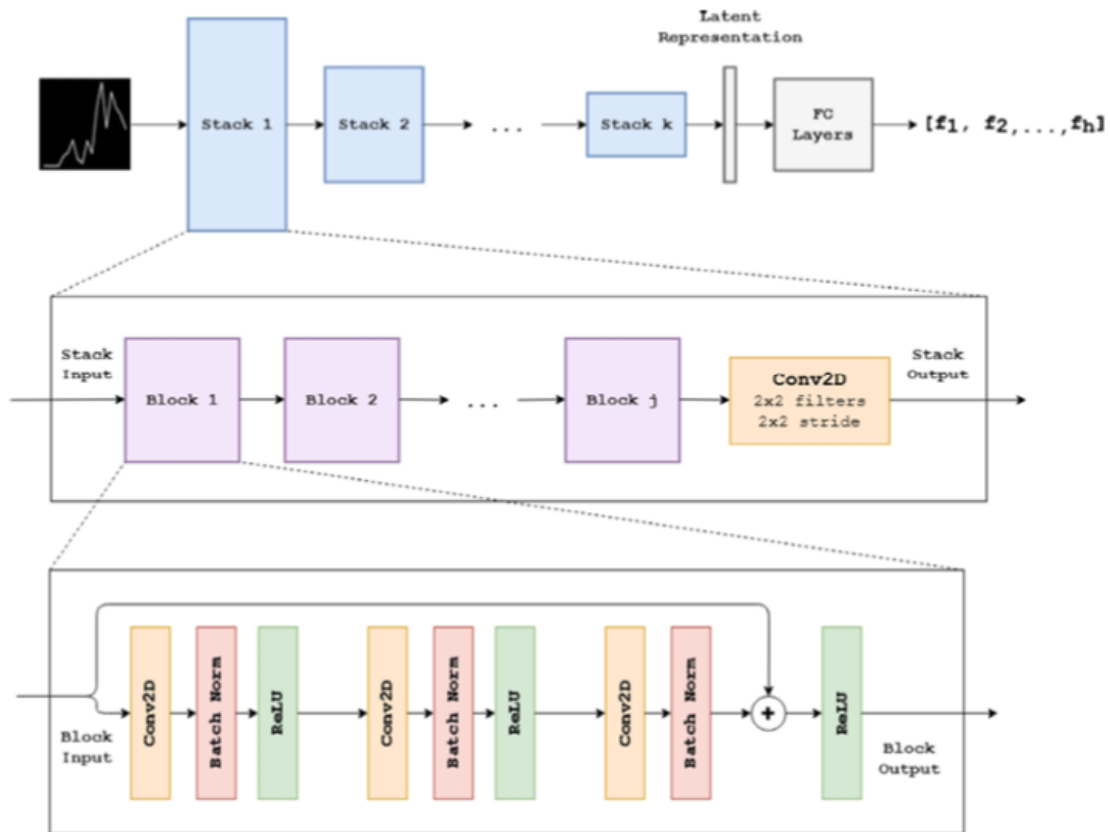 Latent
Representation
Stack 1
Stack 2
...
Stack k
FC
Layers
[f1, f2,...,fh]
Stack
Input
Block 1
Block 2
...
Block j
Conv2D
2x2 filters
2x2 stride
Stack
Output
Block
Input
Conv2D
Batch Norm
ReLU
Conv2D
Batch Norm
ReLU
Conv2D
Batch Norm
+
ReLU
Block
Output